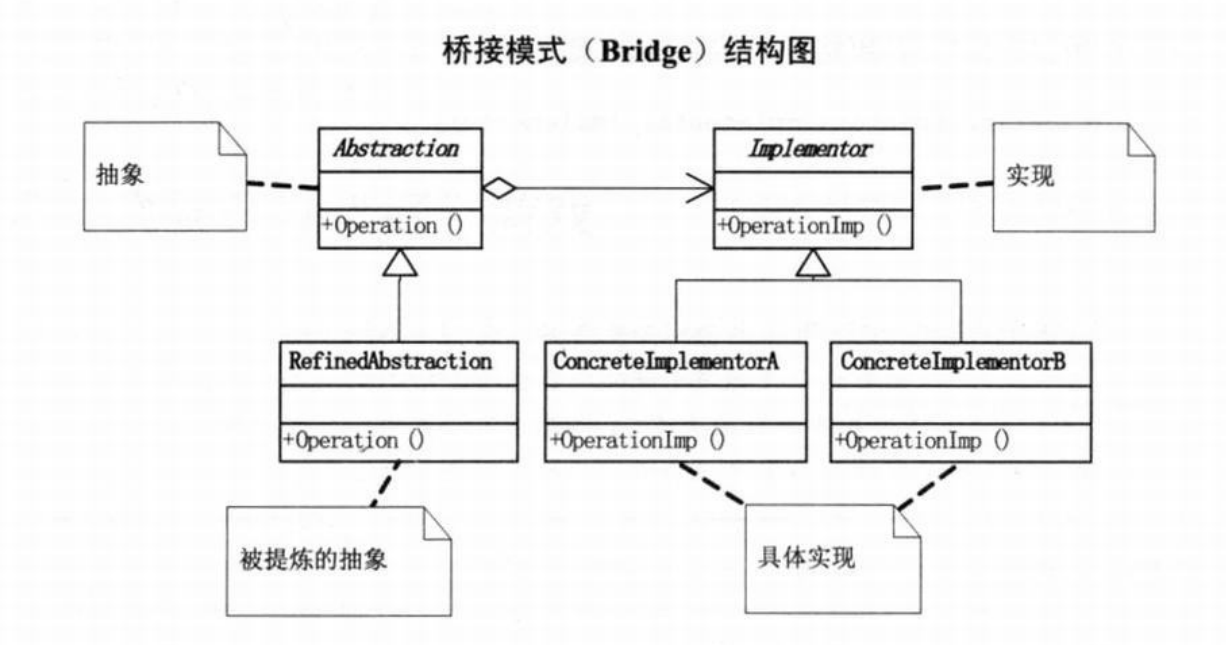 桥接模式（Bridge）结构图
抽象
Abstraction
+Operation ()
Implementor
+OperationImp ()
实现
RefinedAbstraction
+Operation ()
ConcreteImplementorA
+OperationImp ()
ConcreteImplementorB
+OperationImp ()
被提炼的抽象
具体实现